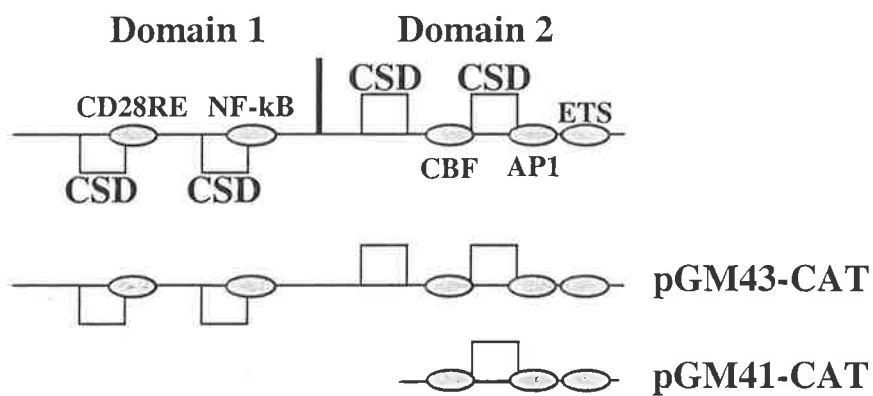 Domain 1 Domain 2
CSD CSD
CD28RE NF-kB ETS
CBF AP1
CSD CSD
pGM43-CAT
pGM41-CAT